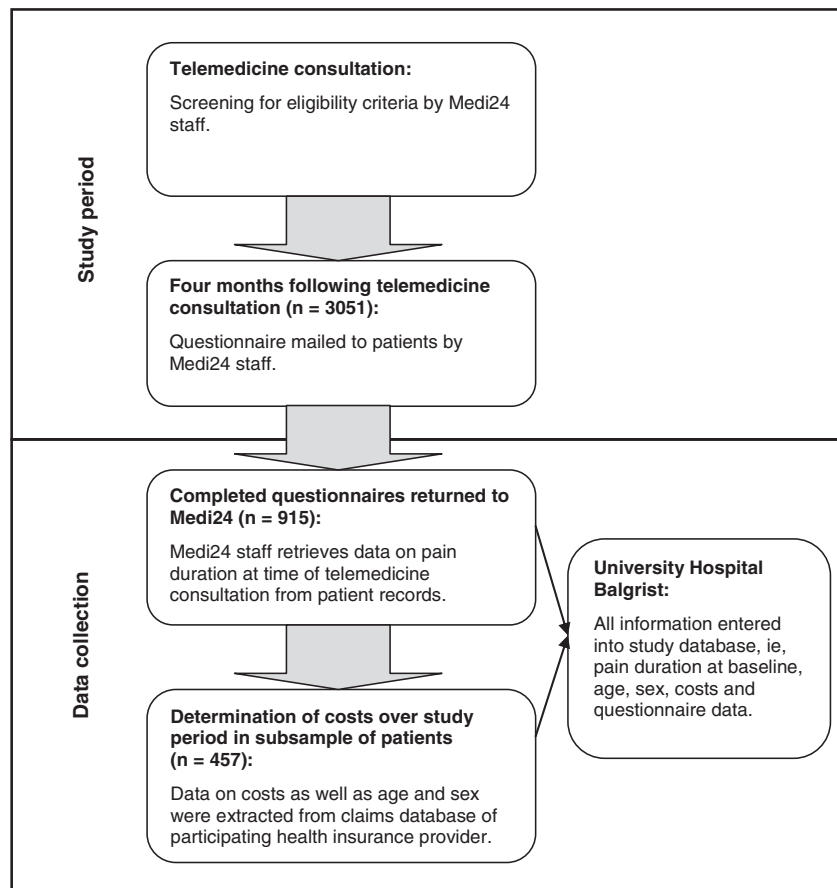 Study period
Telemedicine consultation:
Screening for eligibility criteria by Medi24
staff.
Four months following telemedicine
consultation (n = 3051):
Questionnaire mailed to patients by
Medi24 staff.
Data collection
Completed questionnaires returned to
Medi24 (n = 915):
Medi24 staff retrieves data on pain
duration at time of telemedicine
consultation from patient records.
Determination of costs over study
period in subsample of patients
(n = 457):
Data on costs as well as age and sex
were extracted from claims database of
participating health insurance provider.
University Hospital
Balgrist:
All information entered
into study database, ie,
pain duration at baseline,
age, sex, costs and
questionnaire data.